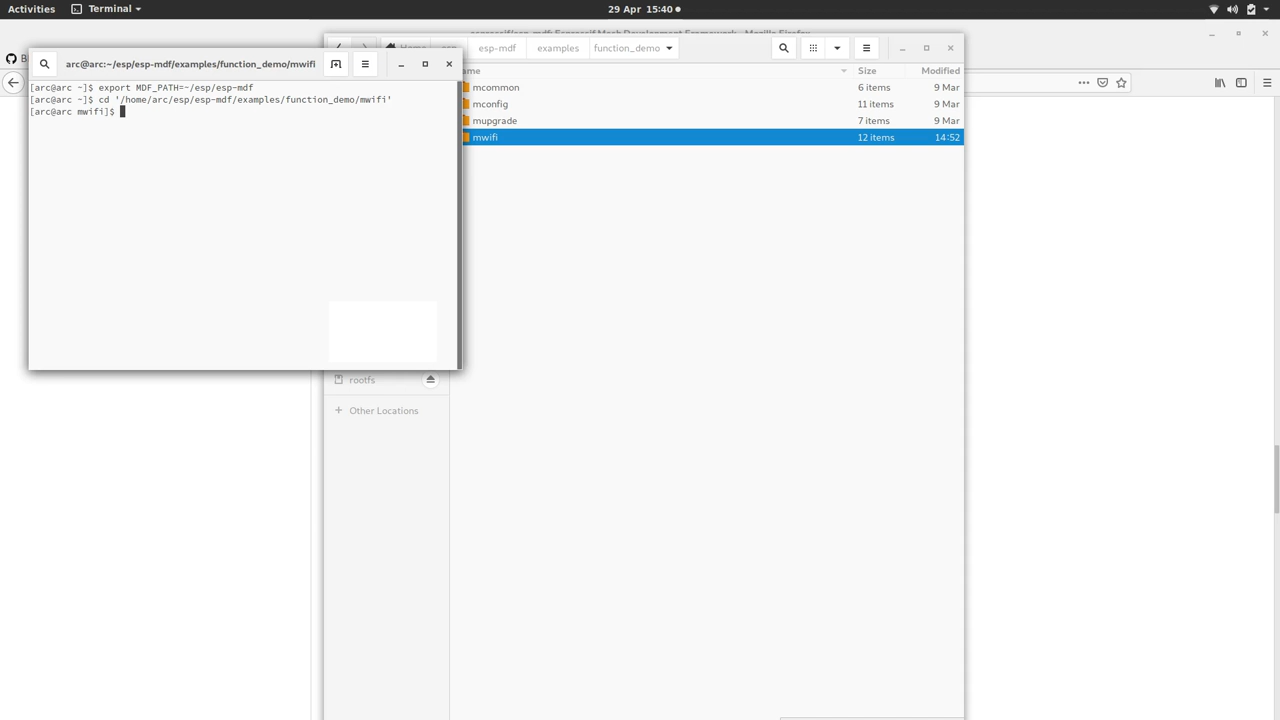 Activities Terminal 29 Apr 15:40
esp-mdf examples function_demo
arc@arc:~/esp/esp-mdf/examples/function_demo/mwifi
[arc@arc ~]$ export MDF_PATH=~/esp/esp-mdf
[arc@arc ~]$ cd '/home/arc/esp/esp-mdf/examples/function_demo/mwifi'
[arc@arc mwifi]$
ame Size Modified
mcommon 6 items 9 Mar
mconfig 11 items 9 Mar
mupgrade 7 items 9 Mar
mwifi 12 items 14:52
rootfs
+ Other Locations